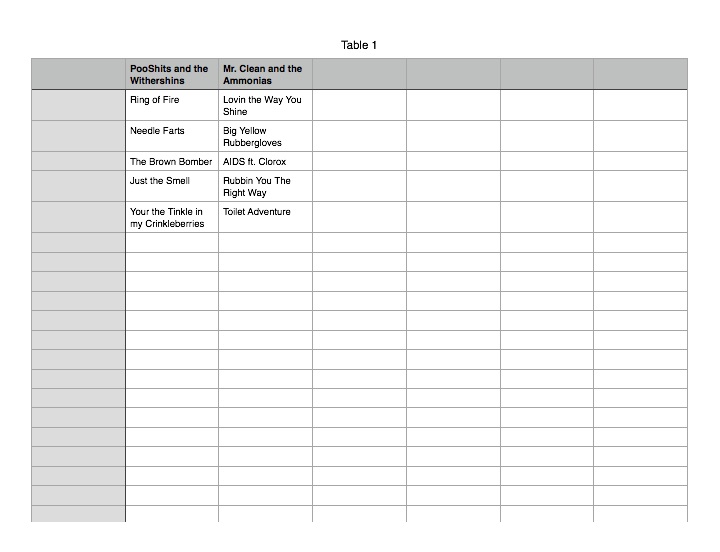 Table 1
PooShits and the Withershins
Mr. Clean and the Ammonias
Ring of Fire
Lovin the Way You Shine
Needle Farts
Big Yellow Rubbergloves
The Brown Bomber
AIDS ft. Clorox
Just the Smell
Rubbin You The Right Way
Your the Tinkle in my Crinkleberries
Toilet Adventure